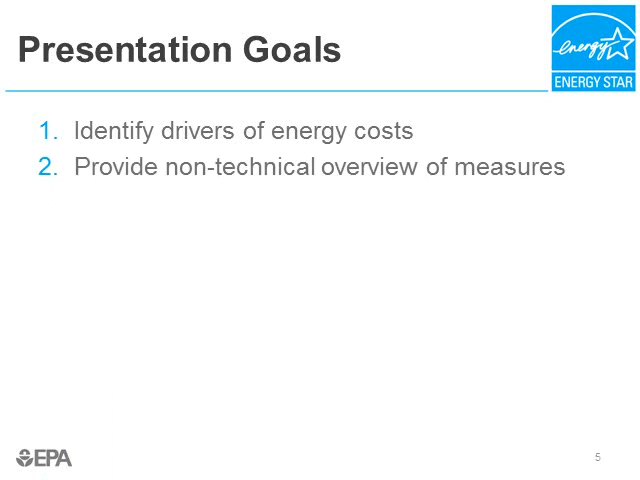 Presentation Goals
energy
ENERGY STAR
1. Identify drivers of energy costs
2. Provide non-technical overview of measures
EPA
5